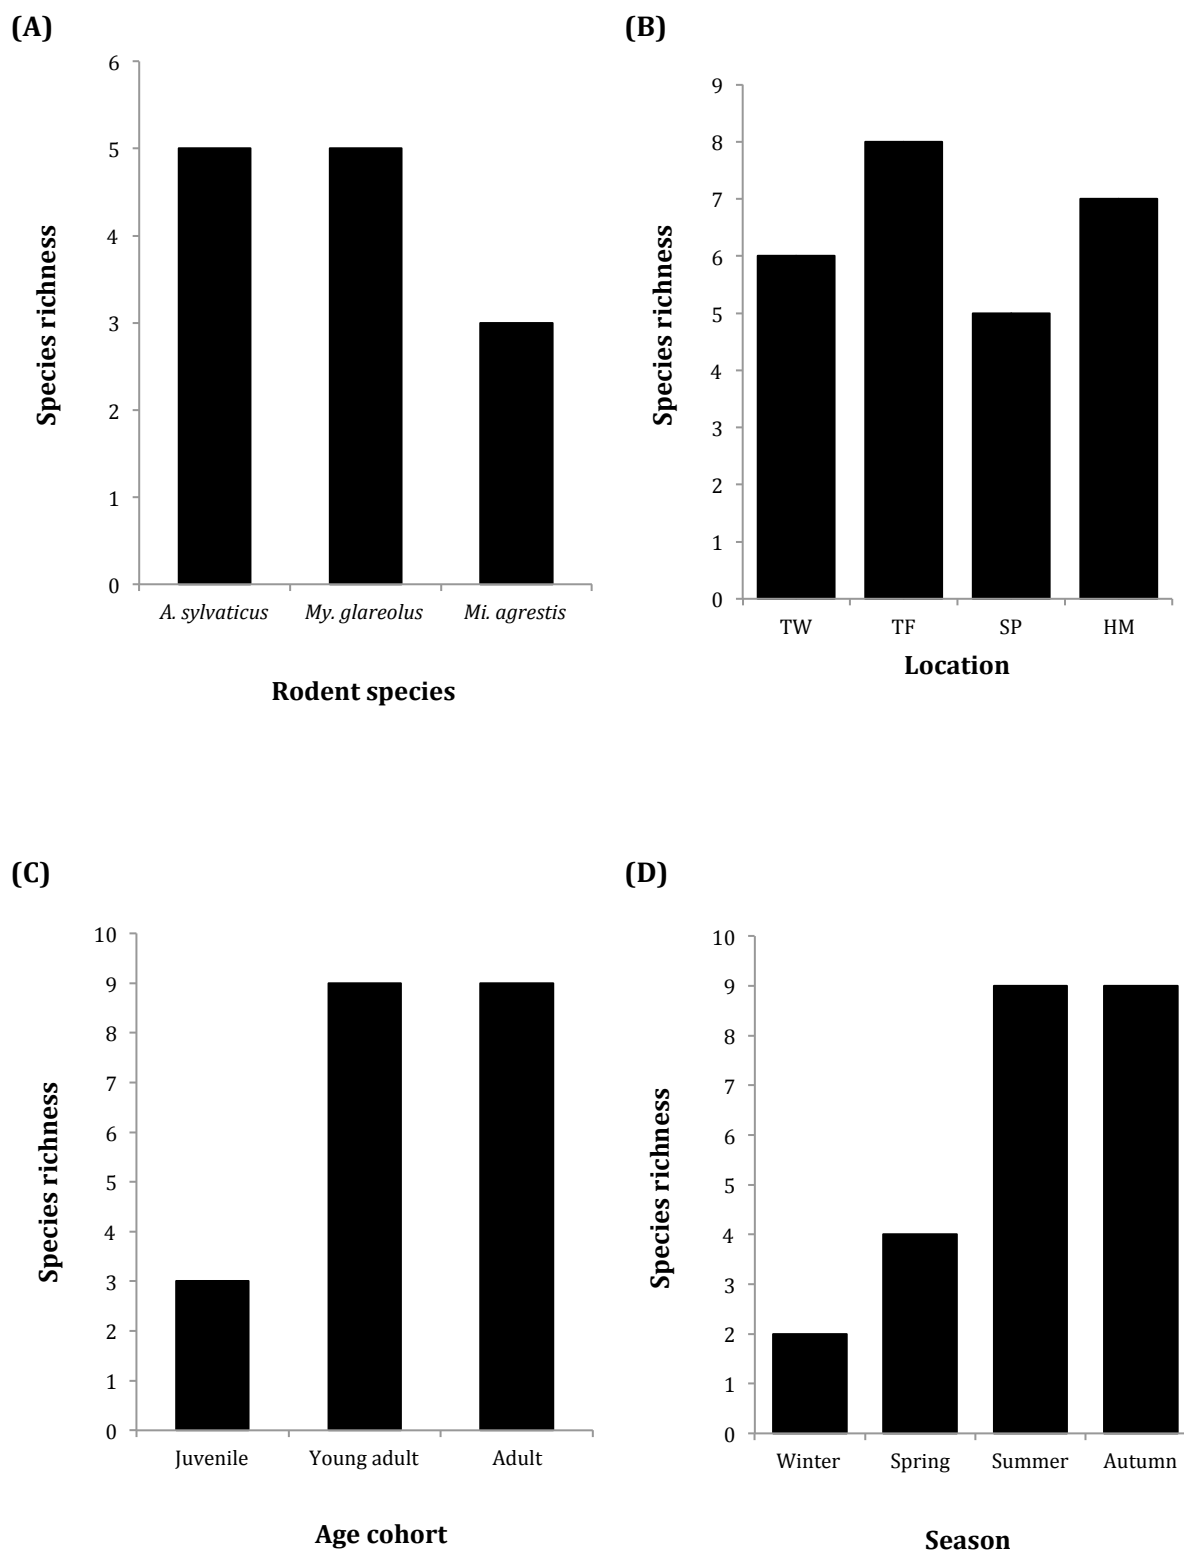 (A)
6
5
4
3
2
1
0
Species richness
A. sylvaticus My. glareolus Mi. agrestis
Rodent species
(B)
9
8
7
6
5
4
3
2
1
0
Species richness
TW TF SP HM
Location
(C)
10
9
8
7
6
5
4
3
2
1
0
Species richness
Juvenile Young adult Adult
Age cohort
(D)
10
9
8
7
6
5
4
3
2
1
0
Species richness
Winter Spring Summer Autumn
Season